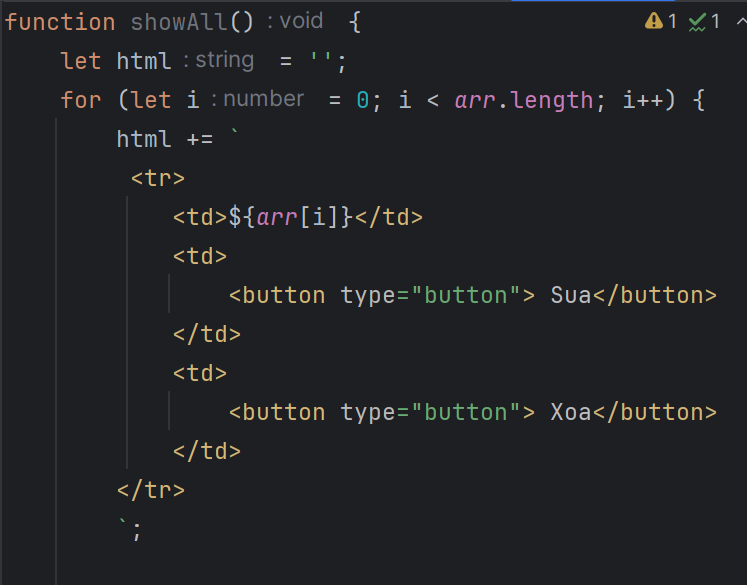 function showAll() : void {
⚠1 ✓1
    let html : string = '';
    for (let i : number = 0; i < arr.length; i++) {
        html += `
         <tr>
            <td>${arr[i]}</td>
            <td>
                <button type="button"> Sua</button>
            </td>
            <td>
                <button type="button"> Xoa</button>
            </td>
        </tr>
        `;